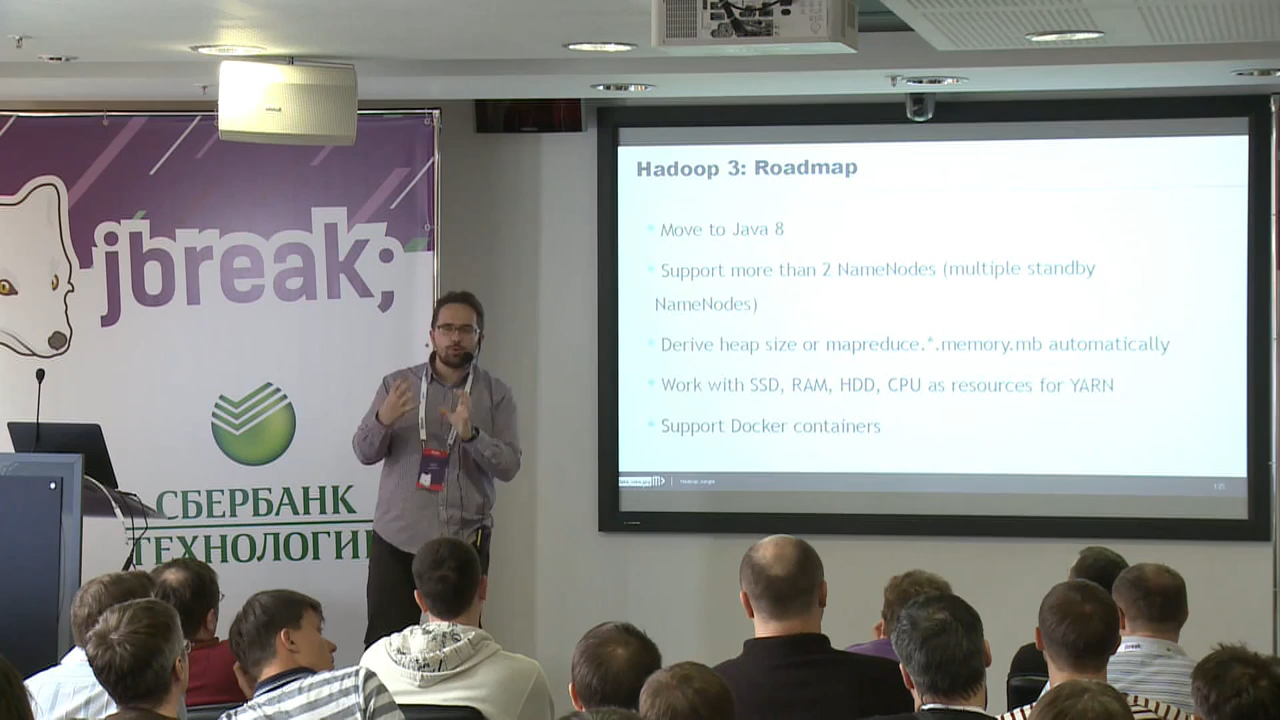 jbreak;
СБЕРБАНК
ТЕХНОЛОГИ
Hadoop 3: Roadmap
Move to Java 8
Support more than 2 NameNodes (multiple standby
NameNodes)
Derive heap size or mapreduce.*.memory.mb automatically
Work with SSD, RAM, HDD, CPU as resources for YARN
Support Docker containers
jbreak;